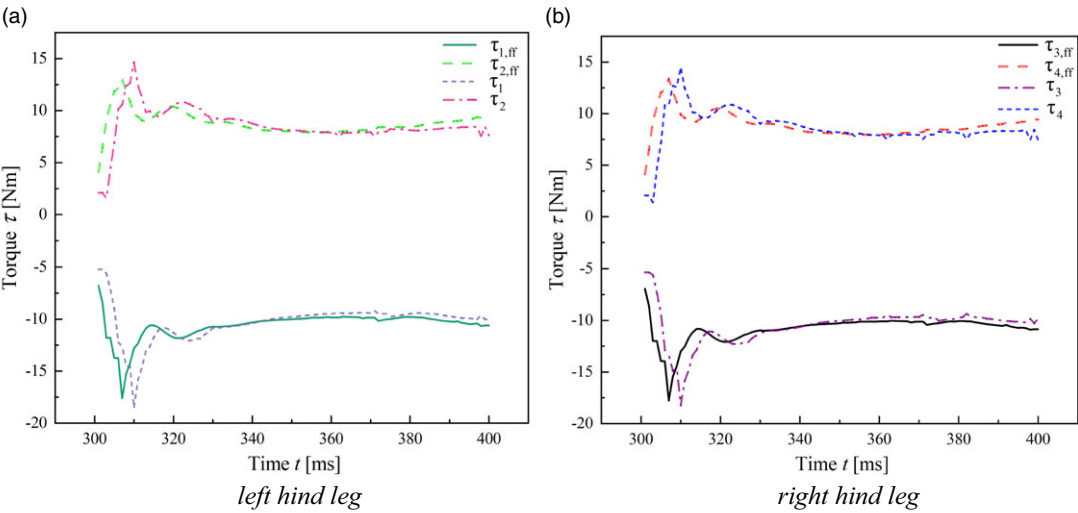 (a)
15
10
5
0
-5
-10
-15
-20
Torque τ [Nm]
τ1,ff
τ2,ff
τ1
τ2
300 320 340 360 380 400
Time t [ms]
left hind leg
(b)
15
10
5
0
-5
-10
-15
-20
Torque τ [Nm]
τ3,ff
τ4,ff
τ3
τ4
300 320 340 360 380 400
Time t [ms]
right hind leg